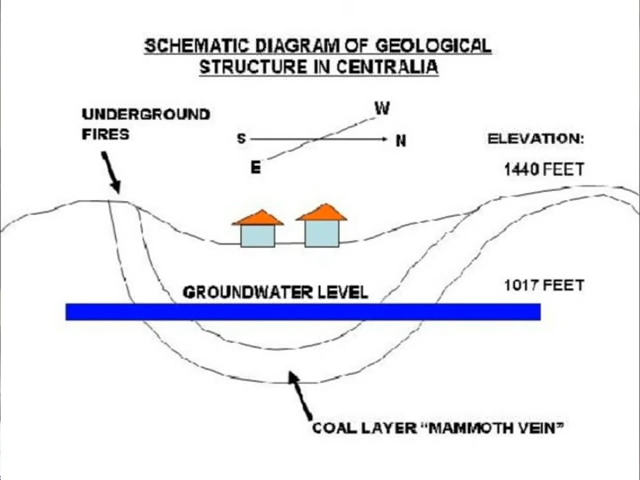 SCHEMATIC DIAGRAM OF GEOLOGICAL
STRUCTURE IN CENTRALIA
UNDERGROUND
FIRES
W
S
N
E
ELEVATION:
1440 FEET
1017 FEET
GROUNDWATER LEVEL
COAL LAYER “MAMMOTH VEIN”